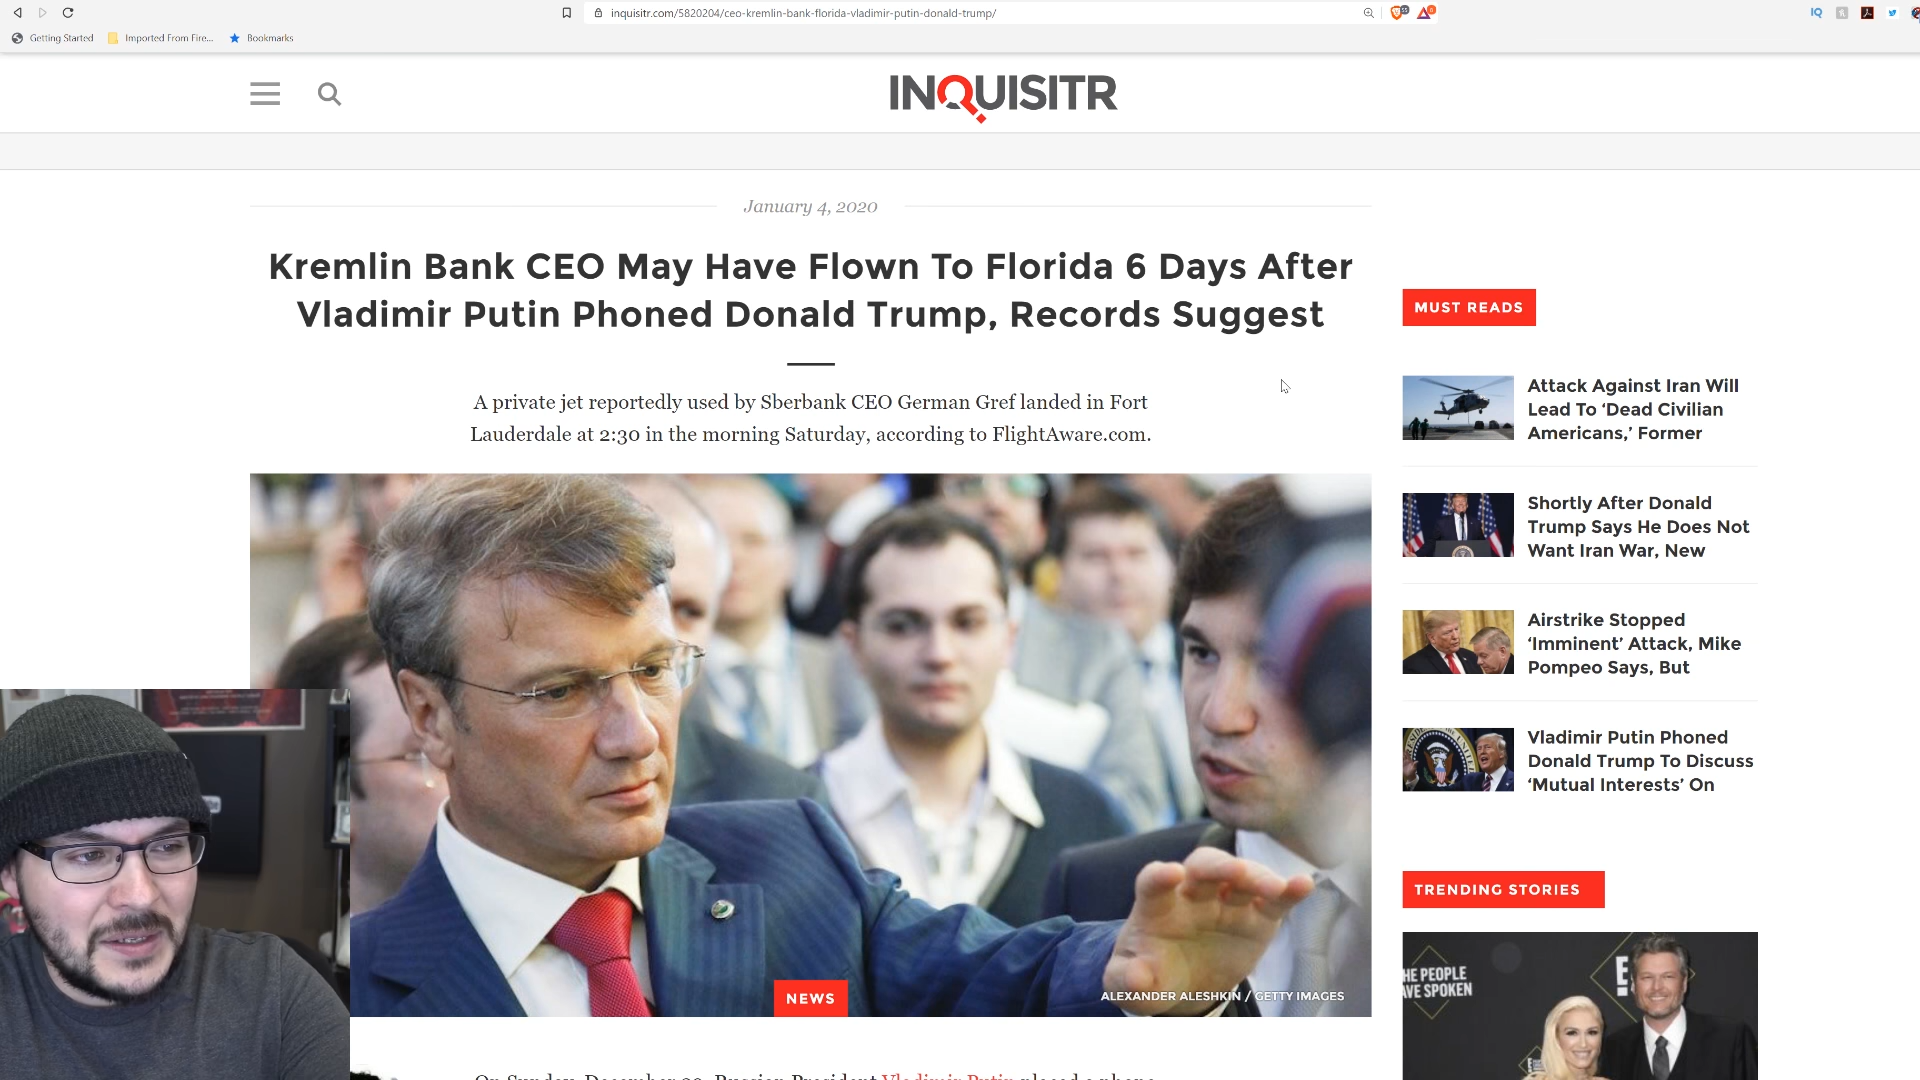 inquisitr.com/5820204/ceo-kremlin-bank-florida-vladimir-putin-donald-trump/
Getting Started
Imported From Fire...
Bookmarks
INQUISITR
January 4, 2020
Kremlin Bank CEO May Have Flown To Florida 6 Days After
Vladimir Putin Phoned Donald Trump, Records Suggest
A private jet reportedly used by Sberbank CEO German Gref landed in Fort
Lauderdale at 2:30 in the morning Saturday, according to FlightAware.com.
NEWS
ALEXANDER ALESHKIN / GETTY IMAGES
MUST READS
Attack Against Iran Will
Lead To ‘Dead Civilian
Americans,’ Former
Shortly After Donald
Trump Says He Does Not
Want Iran War, New
Airstrike Stopped
‘Imminent’ Attack, Mike
Pompeo Says, But
Vladimir Putin Phoned
Donald Trump To Discuss
‘Mutual Interests’ On
TRENDING STORIES
HE PEOPLE
AVE SPOKEN